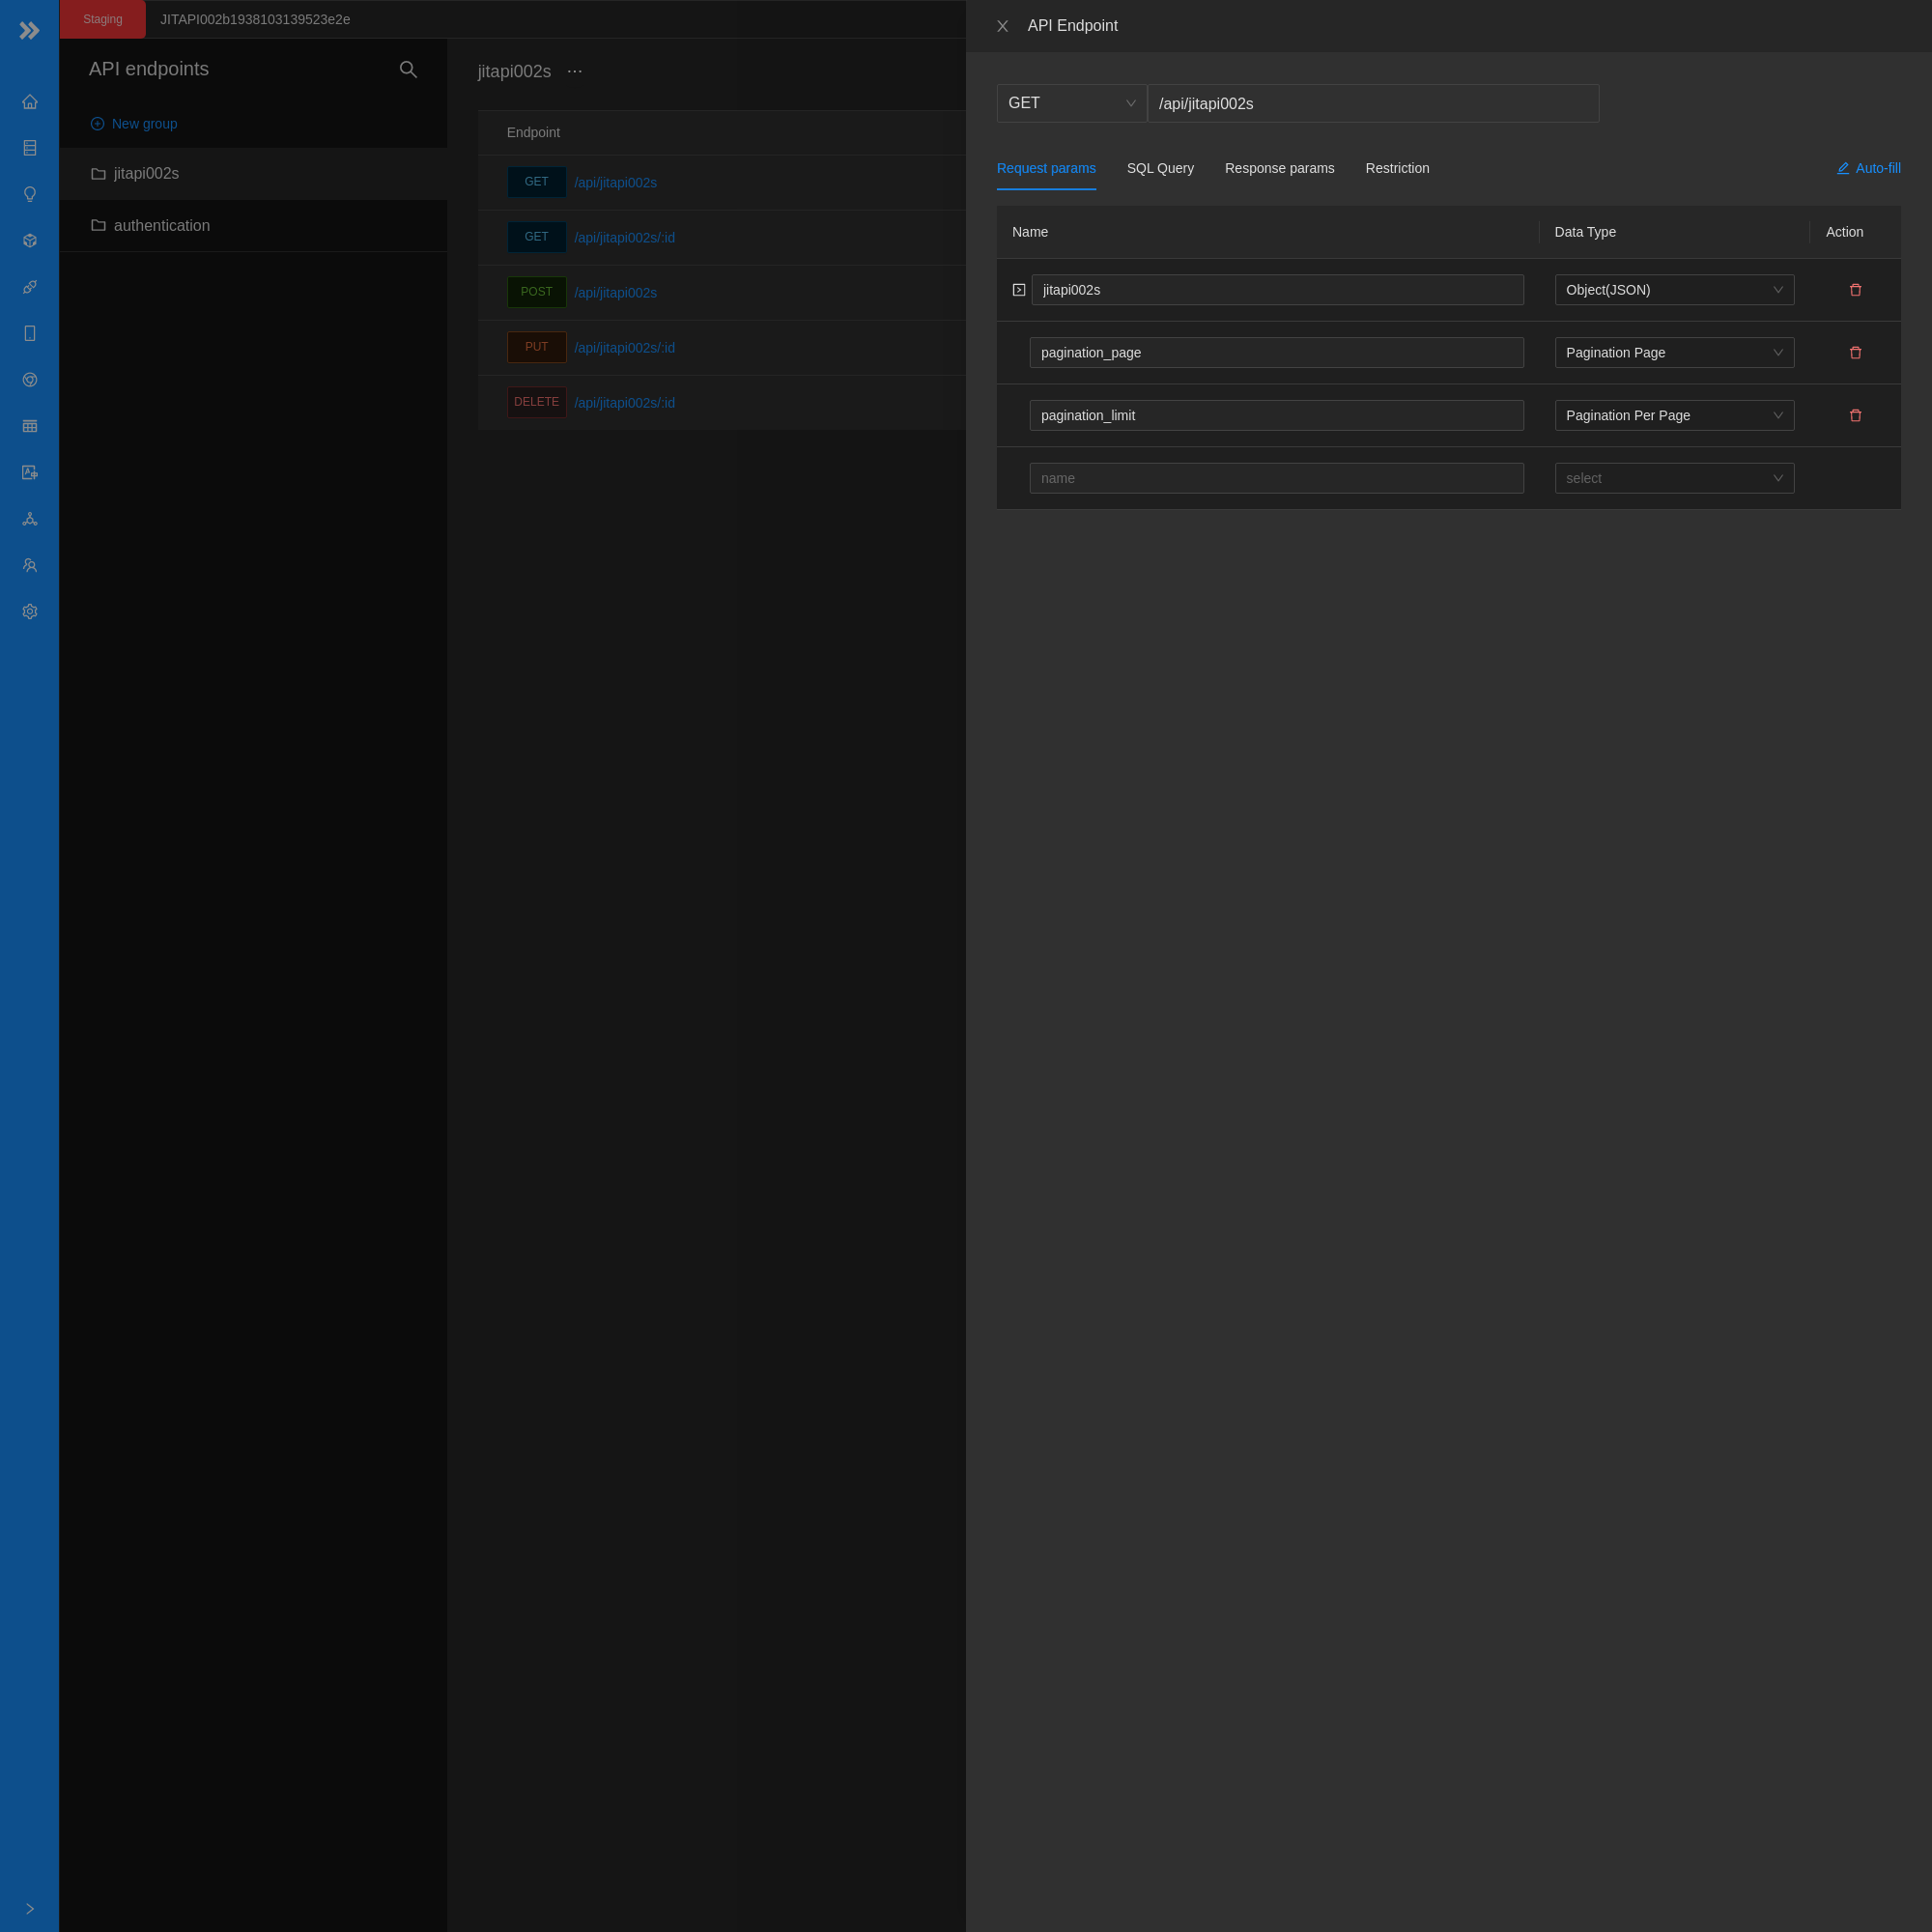 Staging
JITAPI002b1938103139523e2e
API endpoints
New group
jitapi002s
authentication
jitapi002s ···
Endpoint
GET /api/jitapi002s
GET /api/jitapi002s/:id
POST /api/jitapi002s
PUT /api/jitapi002s/:id
DELETE /api/jitapi002s/:id
API Endpoint
GET /api/jitapi002s
Request params SQL Query Response params Restriction Auto-fill
Name Data Type Action
jitapi002s Object(JSON)
pagination_page Pagination Page
pagination_limit Pagination Per Page
name select